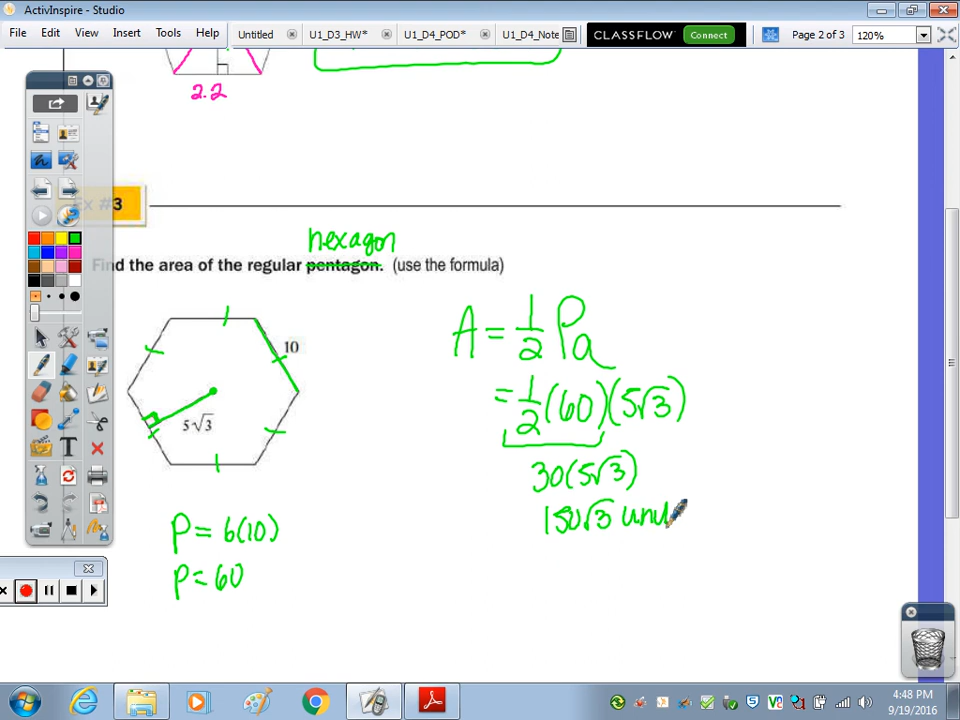 ActivInspire - Studio
File Edit View Insert Tools Help Untitled U1_D3_HW* U1_D4_POD* U1_D4_Note CLASSFLOW Connect Page 2 of 3 120%
2.2
Ex #3
hexagon
Find the area of the regular pentagon. (use the formula)
10
5√3
A = 1/2 Pa
= 1/2 (60)(5√3)
30(5√3)
150√3 uni
P = 6(10)
P = 60
4:48 PM
9/19/2016